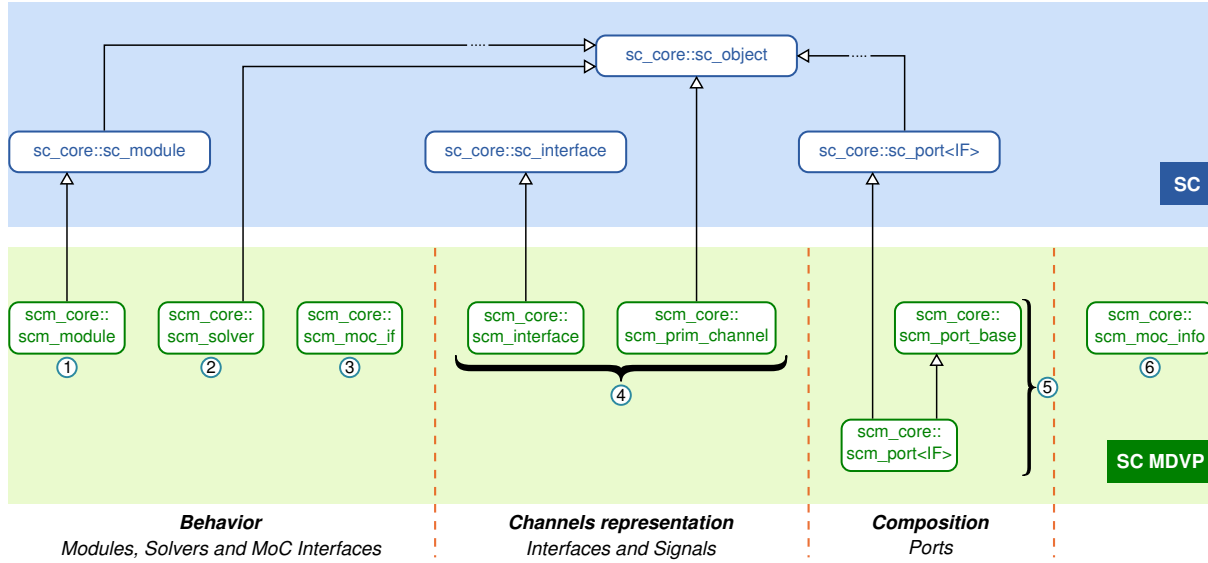 sc_core::sc_object
....
....
sc_core::sc_module
sc_core::sc_interface
sc_core::sc_port<IF>
SC
scm_core::
scm_module
scm_core::
scm_solver
scm_core::
scm_moc_if
scm_core::
scm_interface
scm_core::
scm_prim_channel
scm_core::
scm_port_base
scm_core::
scm_moc_info
1
2
3
4
5
6
scm_core::
scm_port<IF>
SC MDVP
Behavior
Modules, Solvers and MoC Interfaces
Channels representation
Interfaces and Signals
Composition
Ports